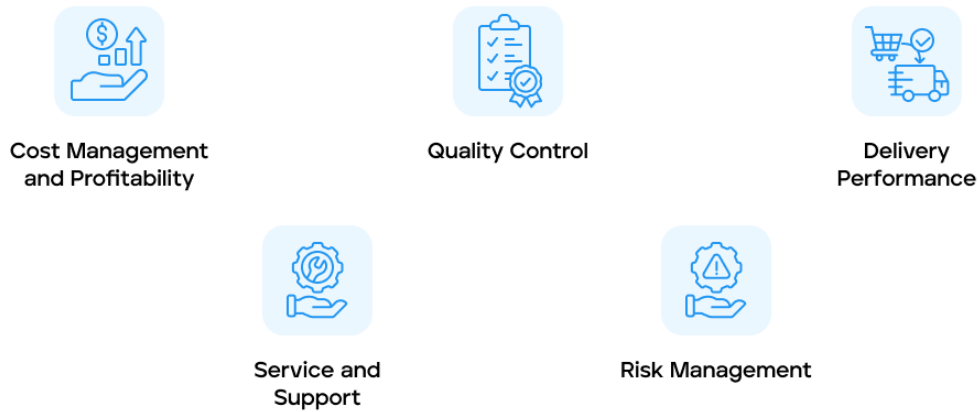 Cost Management
and Profitability
Quality Control
Delivery
Performance
Service and
Support
Risk Management